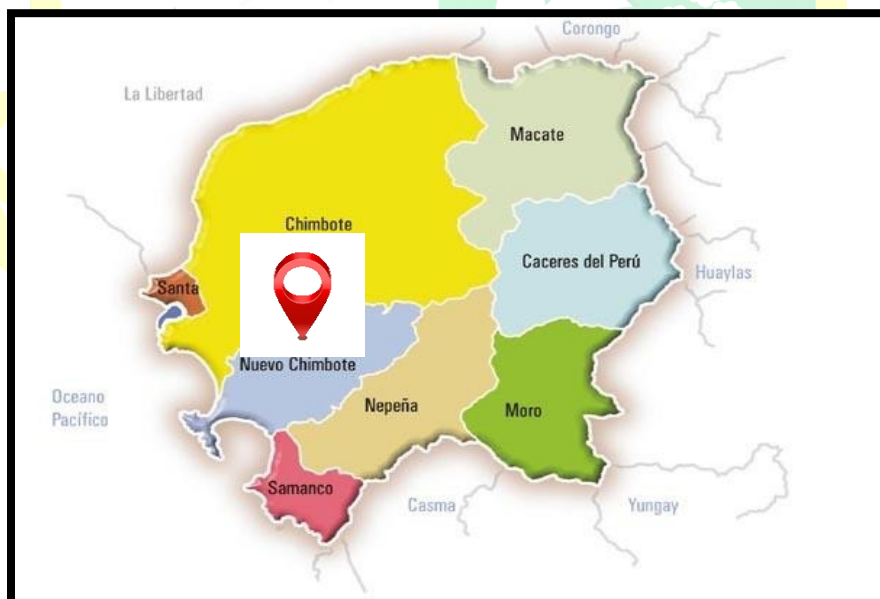 Corongo
La Libertad
Macate
Chimbote
Caceres del Perú
Huaylas
Santa
Nuevo Chimbote
Oceano
Pacífico
Nepeña
Moro
Samanco
Casma
Yungay